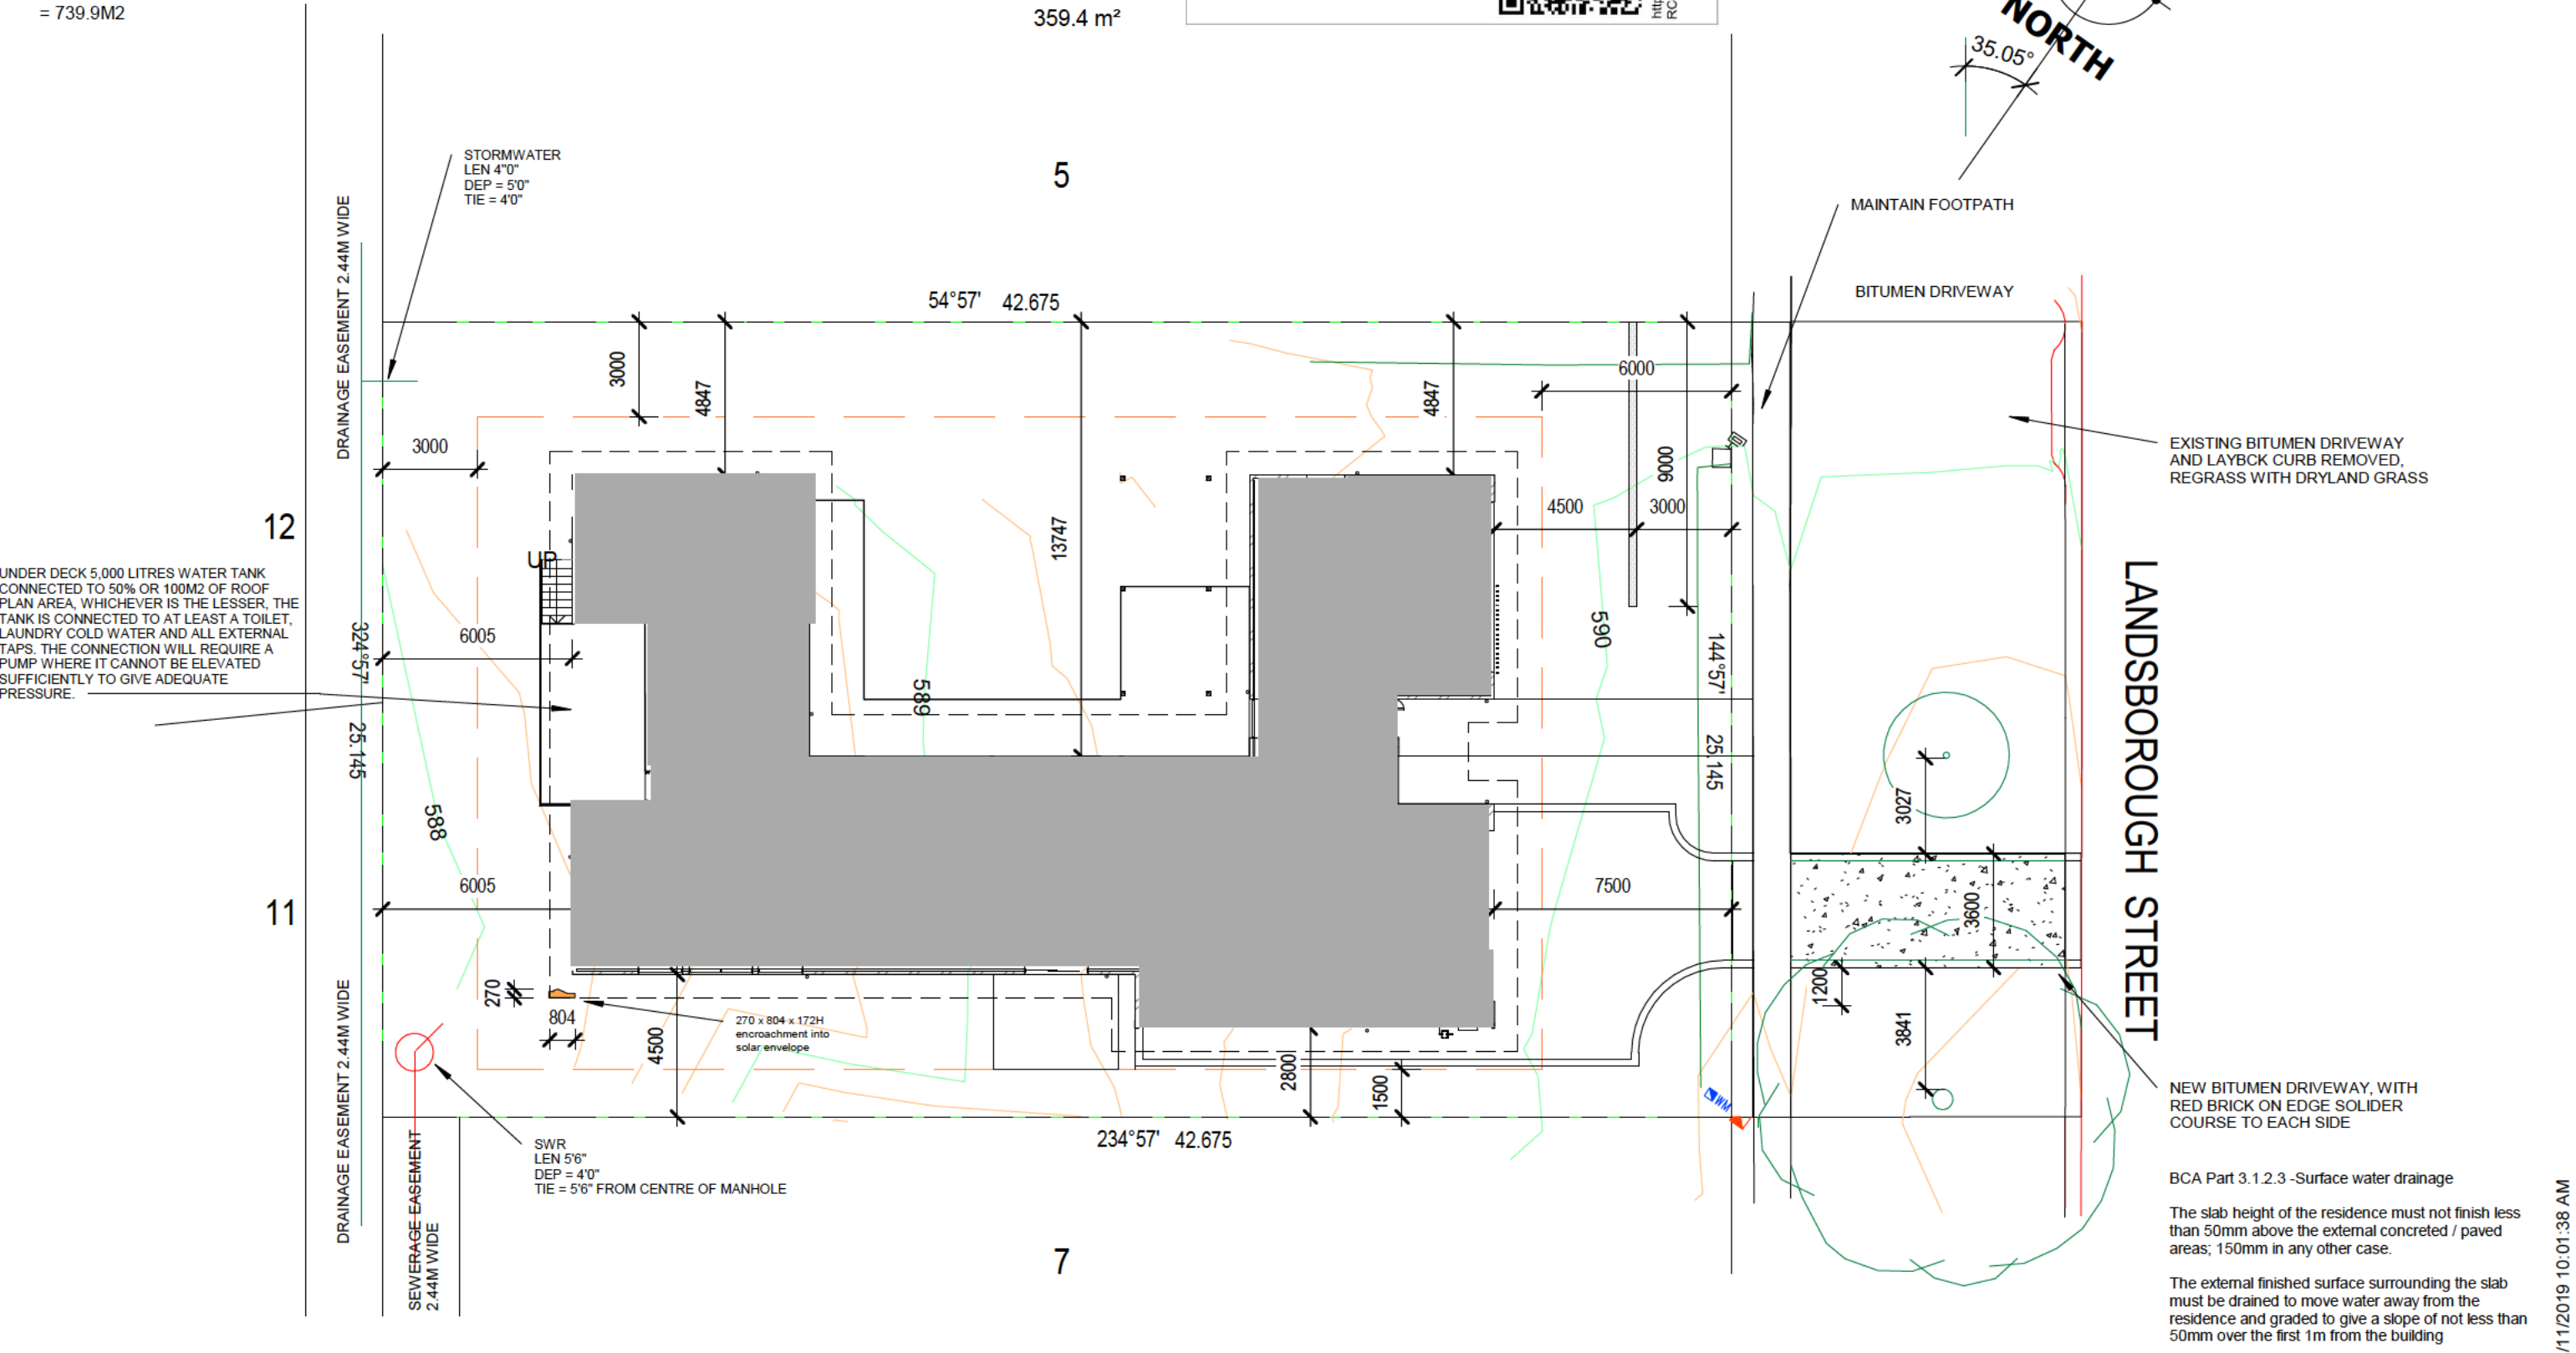 = 739.9M2
359.4 m²
NORTH
35.05°
STORMWATER
LEN 4"0"
DEP = 5'0"
TIE = 4'0"
5
MAINTAIN FOOTPATH
BITUMEN DRIVEWAY
DRAINAGE EASEMENT 2.44M WIDE
54°57' 42.675
3000
4847
4847
6000
9000
3000
13747
4500
3000
EXISTING BITUMEN DRIVEWAY
AND LAYBCK CURB REMOVED,
REGRASS WITH DRYLAND GRASS
12
UP
UNDER DECK 5,000 LITRES WATER TANK
CONNECTED TO 50% OR 100M2 OF ROOF
PLAN AREA, WHICHEVER IS THE LESSER, THE
TANK IS CONNECTED TO AT LEAST A TOILET,
LAUNDRY COLD WATER AND ALL EXTERNAL
TAPS. THE CONNECTION WILL REQUIRE A
PUMP WHERE IT CANNOT BE ELEVATED
SUFFICIENTLY TO GIVE ADEQUATE
PRESSURE.
324°57'
25.145
6005
589
590
144°57'
25.145
LANDSBOROUGH STREET
588
3027
11
6005
7500
3600
270
804
270 x 804 x 172H
encroachment into
solar envelope
4500
2800
1500
1200
3841
WM
NEW BITUMEN DRIVEWAY, WITH
RED BRICK ON EDGE SOLIDER
COURSE TO EACH SIDE
DRAINAGE EASEMENT 2.44M WIDE
SEWERAGE EASEMENT
2.44M WIDE
SWR
LEN 5'6"
DEP = 4'0"
TIE = 5'6" FROM CENTRE OF MANHOLE
234°57' 42.675
7
BCA Part 3.1.2.3 -Surface water drainage
The slab height of the residence must not finish less
than 50mm above the external concreted / paved
areas; 150mm in any other case.
The external finished surface surrounding the slab
must be drained to move water away from the
residence and graded to give a slope of not less than
50mm over the first 1m from the building
/11/2019 10:01:38 AM